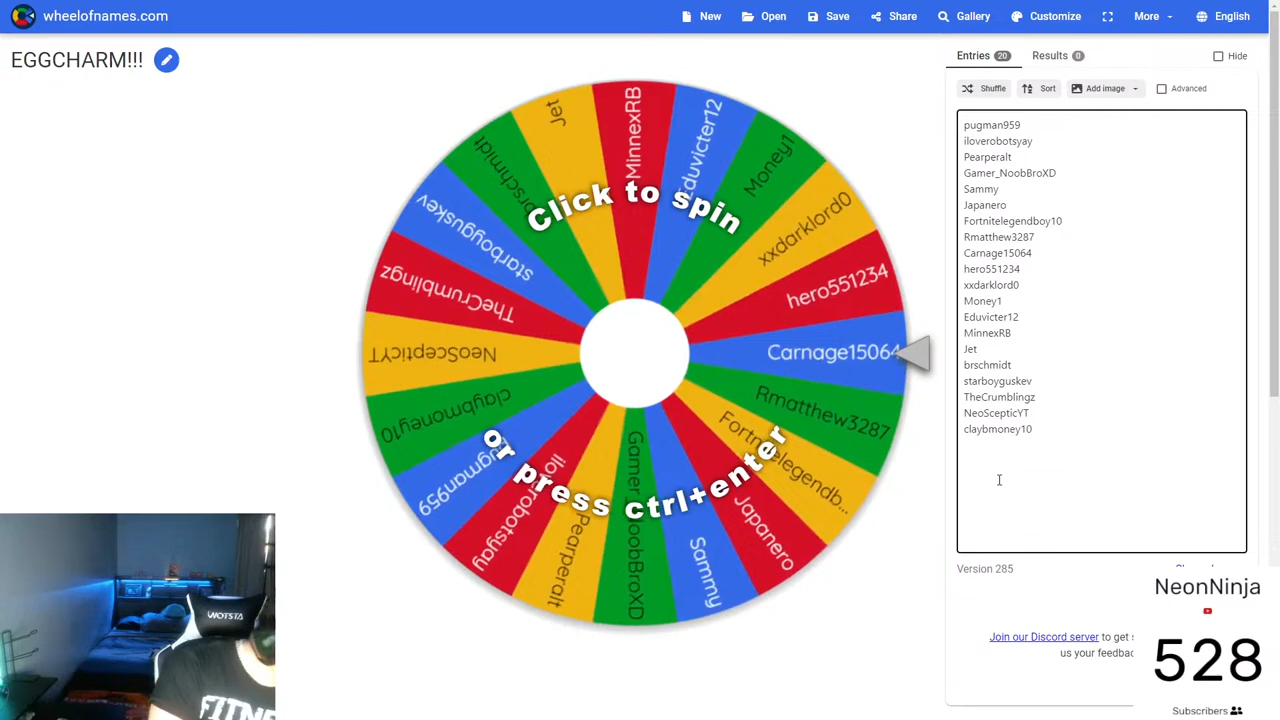 wheelofnames.com
New
Open
Save
Share
Gallery
Customize
More
English
EGGCHARM!!!
Entries 20
Results 0
Hide
Shuffle
Sort
Add image
Advanced
pugman959
iloverobotsyay
Pearperalt
Gamer_NoobBroXD
Sammy
Japanero
Fortnitelegendboy10
Rmatthew3287
Carnage15064
hero551234
xxdarklord0
Money1
Eduvicter12
MinnexRB
Jet
brschmidt
starboyguskev
TheCrumblingz
NeoScepticYT
claybmoney10
Jet
MinnexRB
Eduvicter12
Money1
xxdarklord0
hero551234
Carnage15064
Rmatthew3287
Fortnitelegendb...
Japanero
Sammy
Gamer_NoobBroXD
Pearperalt
iloverobotsyay
pugman959
claybmoney10
NeoScepticYT
TheCrumblingz
starboyguskev
brschmidt
Click to spin
or press ctrl+enter
Version 285
Join our Discord server to get
us your feedbac
NeonNinja
528
Subscribers
WOTSTA
FITNE